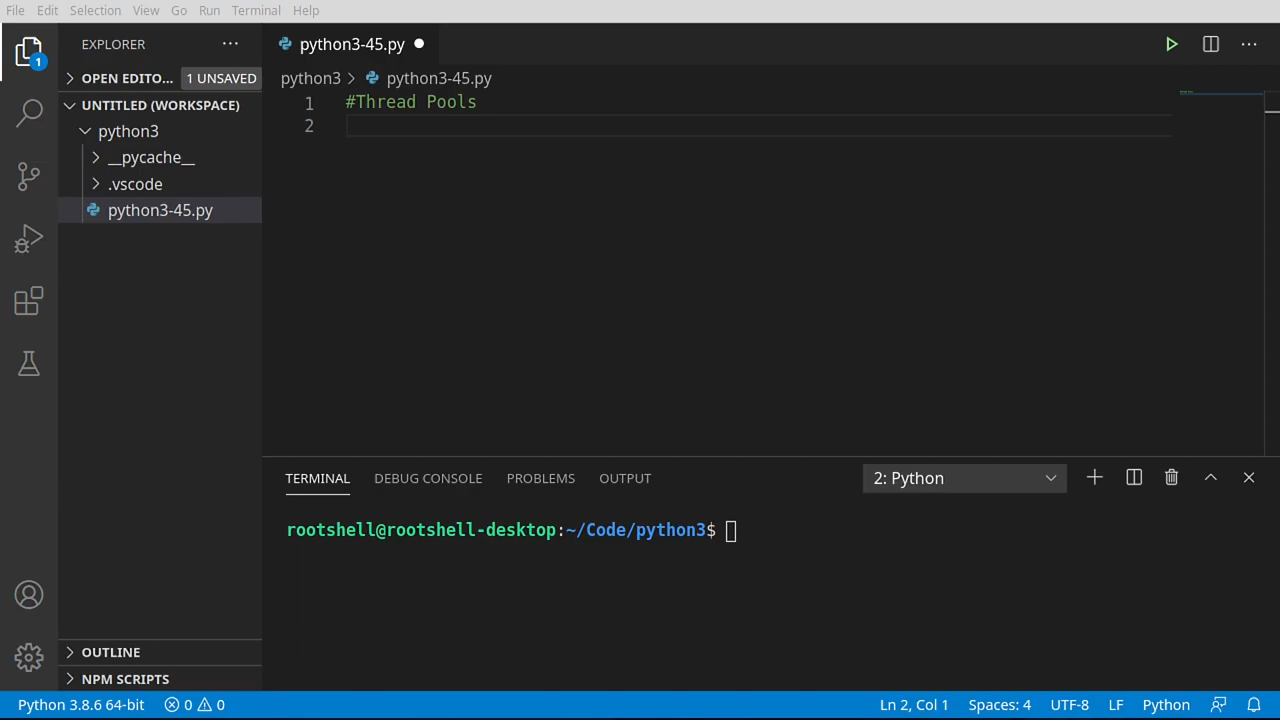 File Edit Selection View Go Run Terminal Help
EXPLORER
python3-45.py
OPEN EDITO... 1 UNSAVED
UNTITLED (WORKSPACE)
python3
__pycache__
.vscode
python3-45.py
python3 python3-45.py
1 #Thread Pools
2
TERMINAL DEBUG CONSOLE PROBLEMS OUTPUT 2: Python
rootshell@rootshell-desktop:~/Code/python3$
1
OUTLINE
NPM SCRIPTS
Python 3.8.6 64-bit 0 0 Ln 2, Col 1 Spaces: 4 UTF-8 LF Python